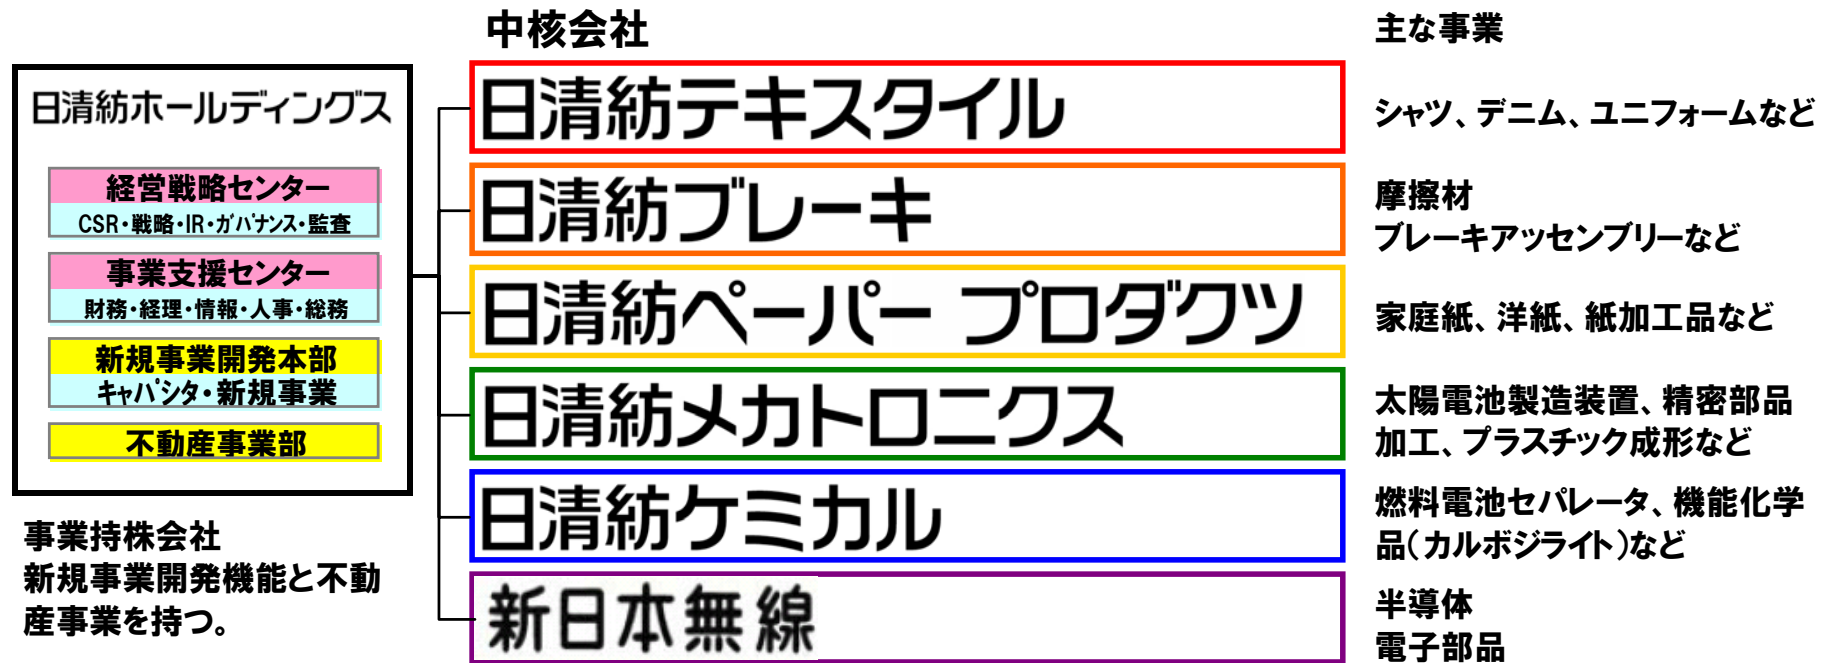 中核会社
主な事業
日清紡ホールディングス
経営戦略センター
CSR・戦略・IR・ガバナンス・監査
事業支援センター
財務・経理・情報・人事・総務
新規事業開発本部
キャパシタ・新規事業
不動産事業部
事業持株会社
新規事業開発機能と不動
産事業を持つ。
日清紡テキスタイル
シャツ、デニム、ユニフォームなど
日清紡ブレーキ
摩擦材
ブレーキアッセンブリーなど
日清紡ペーパー プロダクツ
家庭紙、洋紙、紙加工品など
日清紡メカトロニクス
太陽電池製造装置、精密部品
加工、プラスチック成形など
日清紡ケミカル
燃料電池セパレータ、機能化学
品(カルボジライト)など
新日本無線
半導体
電子部品